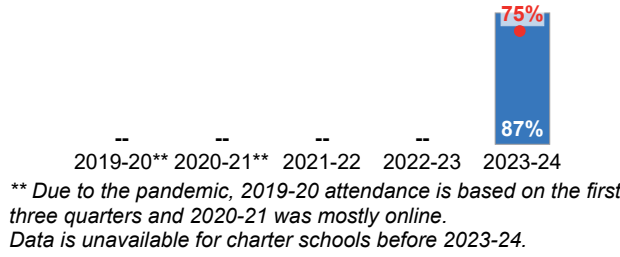 75%
87%
-- -- -- --
2019-20** 2020-21** 2021-22 2022-23 2023-24
** Due to the pandemic, 2019-20 attendance is based on the first
three quarters and 2020-21 was mostly online.
Data is unavailable for charter schools before 2023-24.